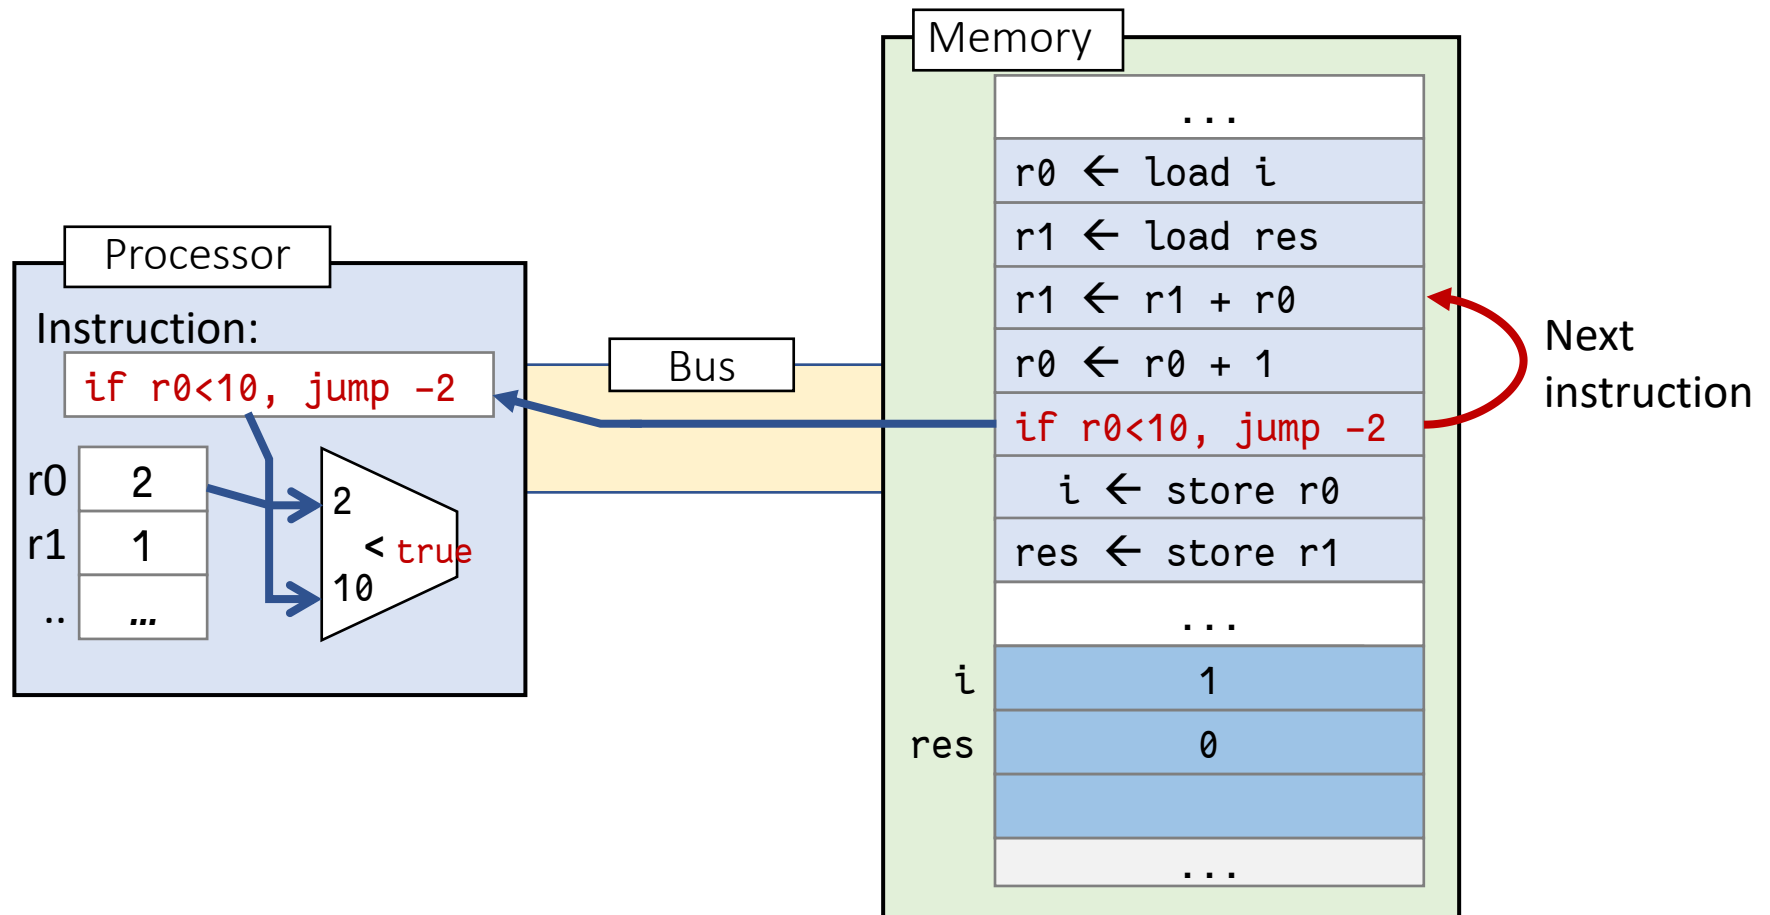 Memory
...
r0 ← load i
r1 ← load res
r1 ← r1 + r0
r0 ← r0 + 1
if r0<10, jump -2
i ← store r0
res ← store r1
...
i 1
res 0
...
Next
instruction
Bus
Processor
Instruction:
if r0<10, jump -2
r0 2
r1 1
.. ...
2
< true
10